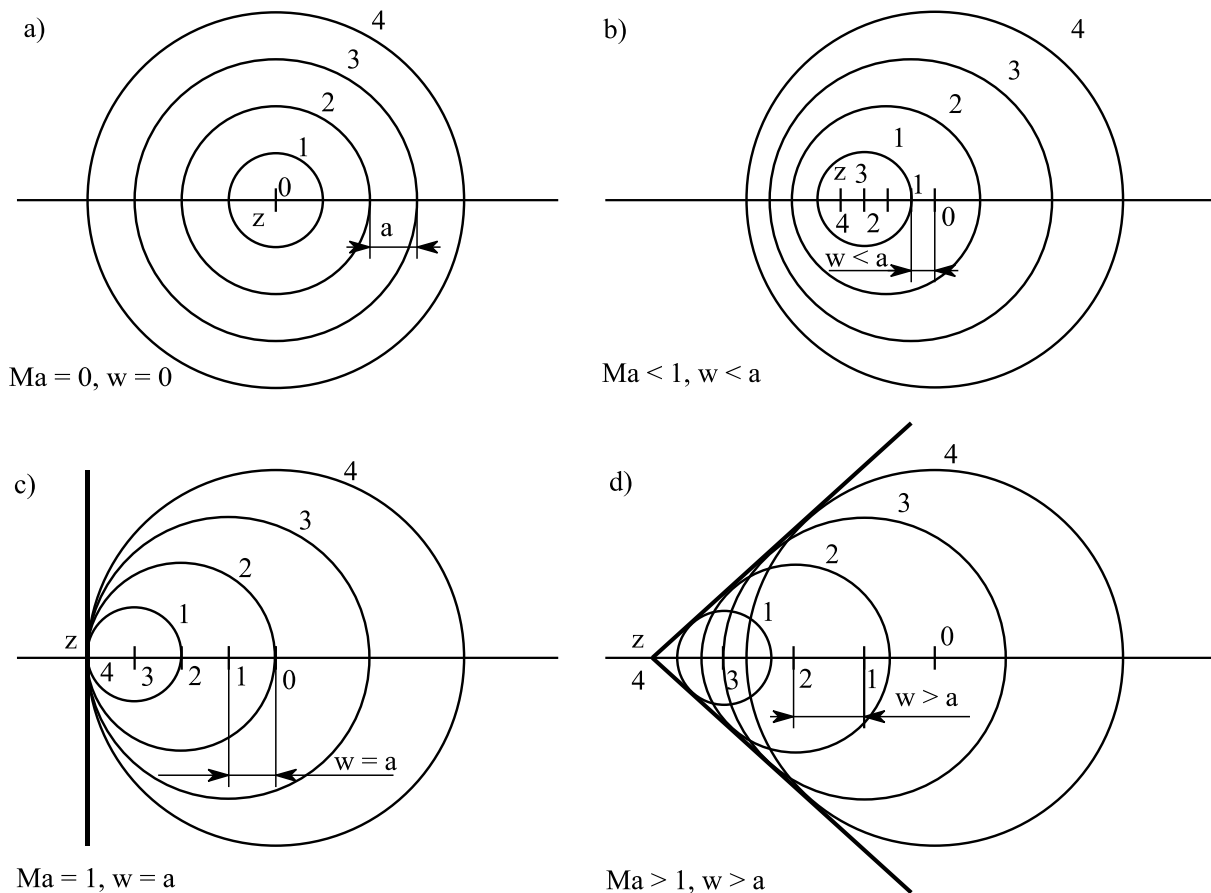 a)
4
3
2
1
0
z
a
Ma = 0, w = 0
b)
4
3
2
1
z 3 1
4 2 0
w < a
Ma < 1, w < a
c)
4
3
2
1
z
4 3 2 1 0
w = a
Ma = 1, w = a
d)
4
3
2
1
0
z
4 3 2 1
w > a
Ma > 1, w > a